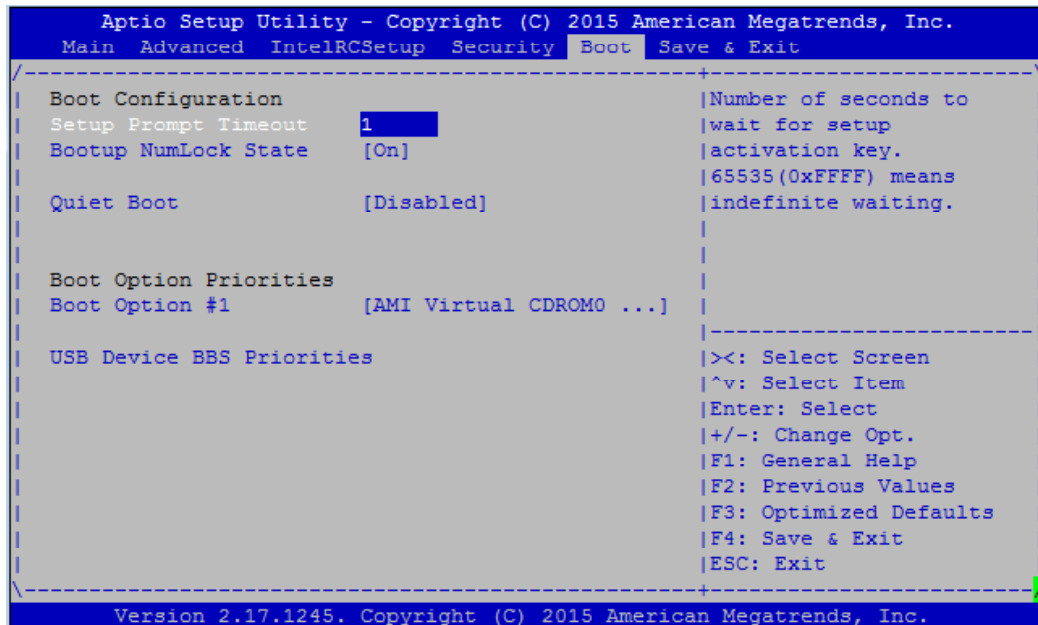 Aptio Setup Utility - Copyright (C) 2015 American Megatrends, Inc.
Main Advanced IntelRCSetup Security Boot Save & Exit
Boot Configuration
Setup Prompt Timeout 1
Bootup NumLock State [On]
Quiet Boot [Disabled]
Boot Option Priorities
Boot Option #1 [AMI Virtual CDROM0 ...]
USB Device BBS Priorities
Number of seconds to
wait for setup
activation key.
65535(0xFFFF) means
indefinite waiting.
><: Select Screen
^v: Select Item
Enter: Select
+/-: Change Opt.
F1: General Help
F2: Previous Values
F3: Optimized Defaults
F4: Save & Exit
ESC: Exit
Version 2.17.1245. Copyright (C) 2015 American Megatrends, Inc.